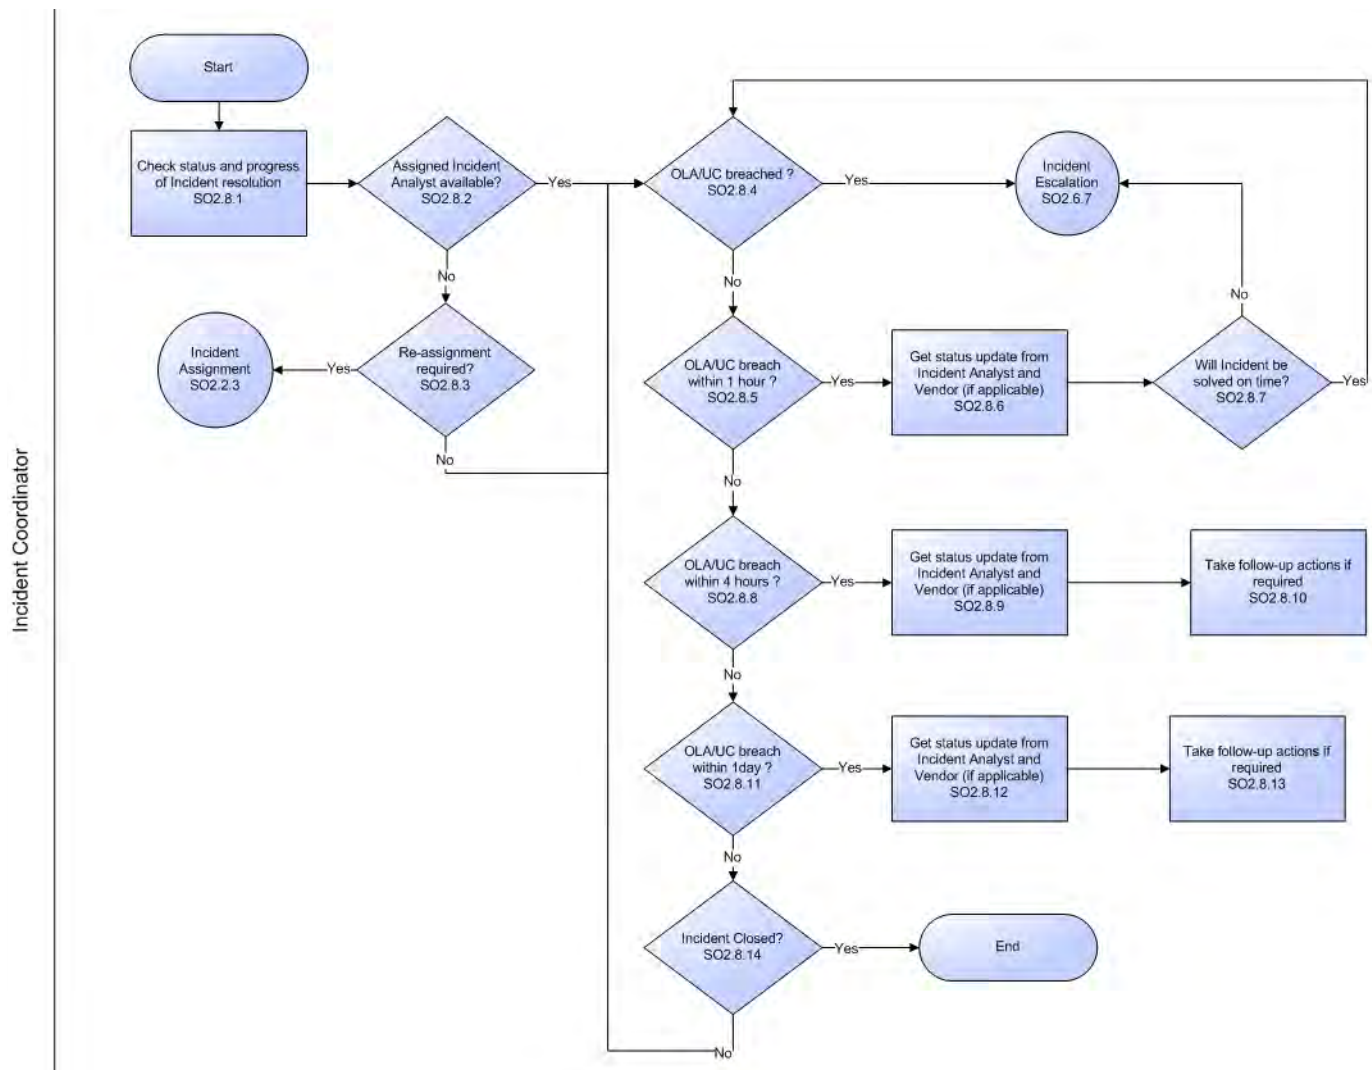 Incident Coordinator
Start
Check status and progress
of Incident resolution
SO2.8.1
Assigned Incident
Analyst available?
SO2.8.2
Yes
No
Re-assignment
required?
SO2.8.3
Yes
Incident
Assignment
SO2.2.3
No
OLA/UC breached ?
SO2.8.4
Yes
Incident
Escalation
SO2.6.7
No
OLA/UC breach
within 1 hour ?
SO2.8.5
Yes
Get status update from
Incident Analyst and
Vendor (if applicable)
SO2.8.6
Will Incident be
solved on time?
SO2.8.7
No
Yes
No
OLA/UC breach
within 4 hours ?
SO2.8.8
Yes
Get status update from
Incident Analyst and
Vendor (if applicable)
SO2.8.9
Take follow-up actions if
required
SO2.8.10
No
OLA/UC breach
within 1day ?
SO2.8.11
Yes
Get status update from
Incident Analyst and
Vendor (if applicable)
SO2.8.12
Take follow-up actions if
required
SO2.8.13
No
Incident Closed?
SO2.8.14
Yes
End
No